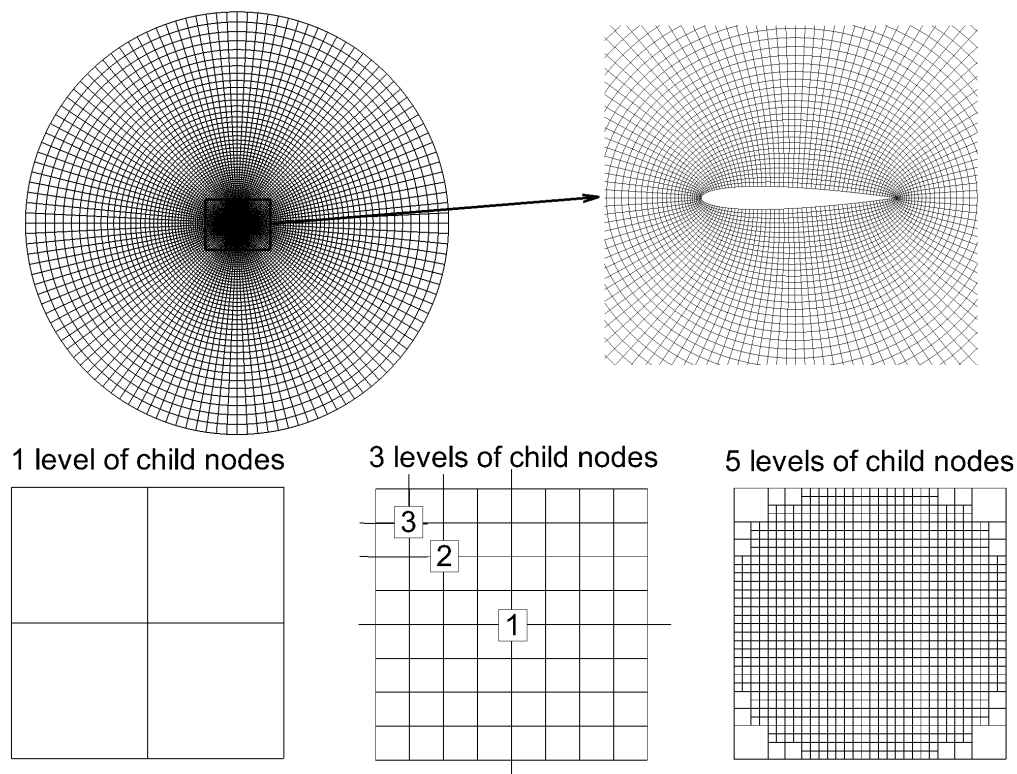 1 level of child nodes
3 levels of child nodes
5 levels of child nodes
3
2
1